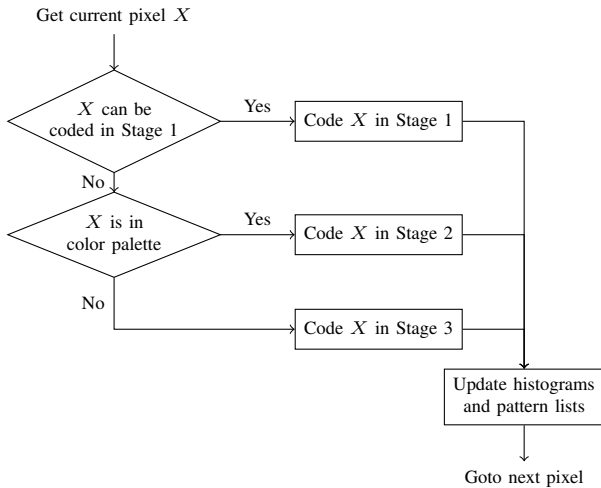 Get current pixel X
X can be
coded in Stage 1
Yes
Code X in Stage 1
No
X is in
color palette
Yes
Code X in Stage 2
No
Code X in Stage 3
Update histograms
and pattern lists
Goto next pixel